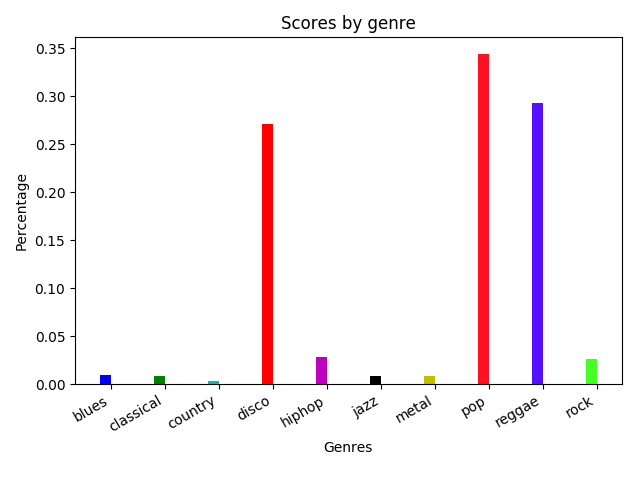 Scores by genre
Percentage
0.35
0.30
0.25
0.20
0.15
0.10
0.05
0.00
blues
classical
country
disco
hiphop
jazz
metal
pop
reggae
rock
Genres